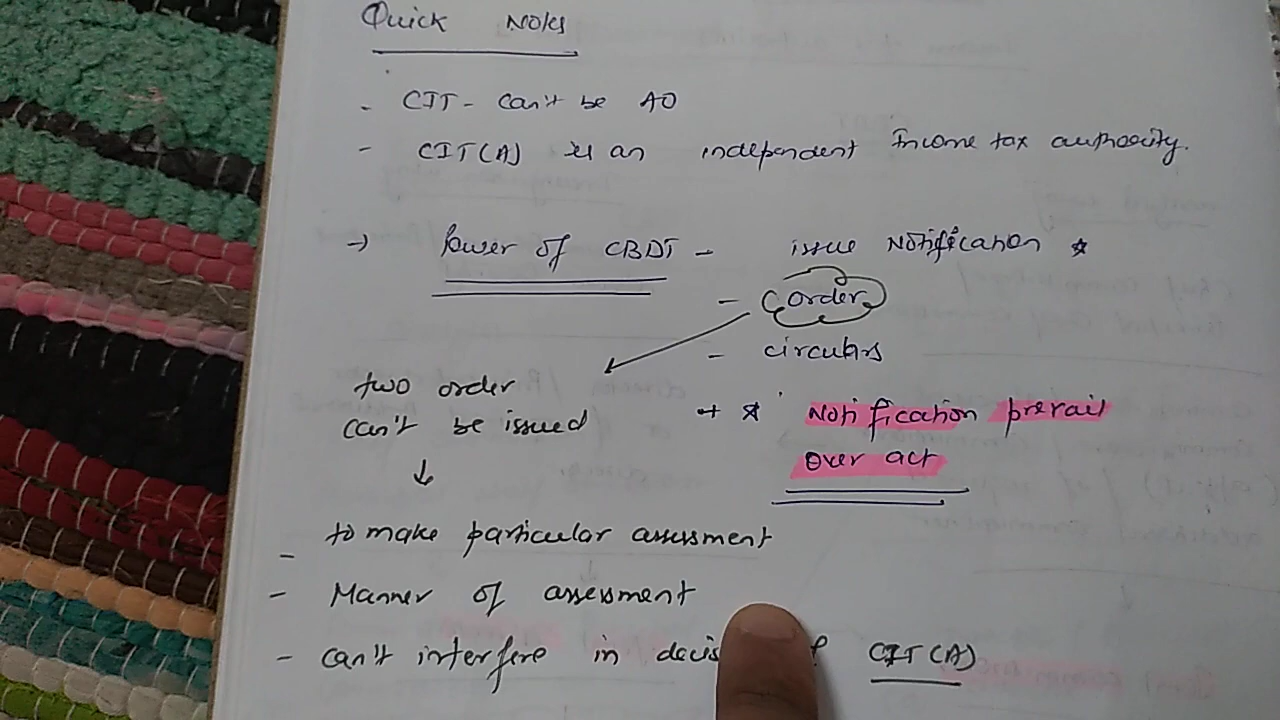 Quick Notes
- CIT - Can't be AO
- CIT(A) is an independent Income tax authority.
→ Power of CBDT - issue Notification ☆
- order
- circulars
two order
can't be issued
→ ☆ Notification prevail
over act
↓
- to make particular assessment
- Manner of assessment
- can't interfere in CIT(A)